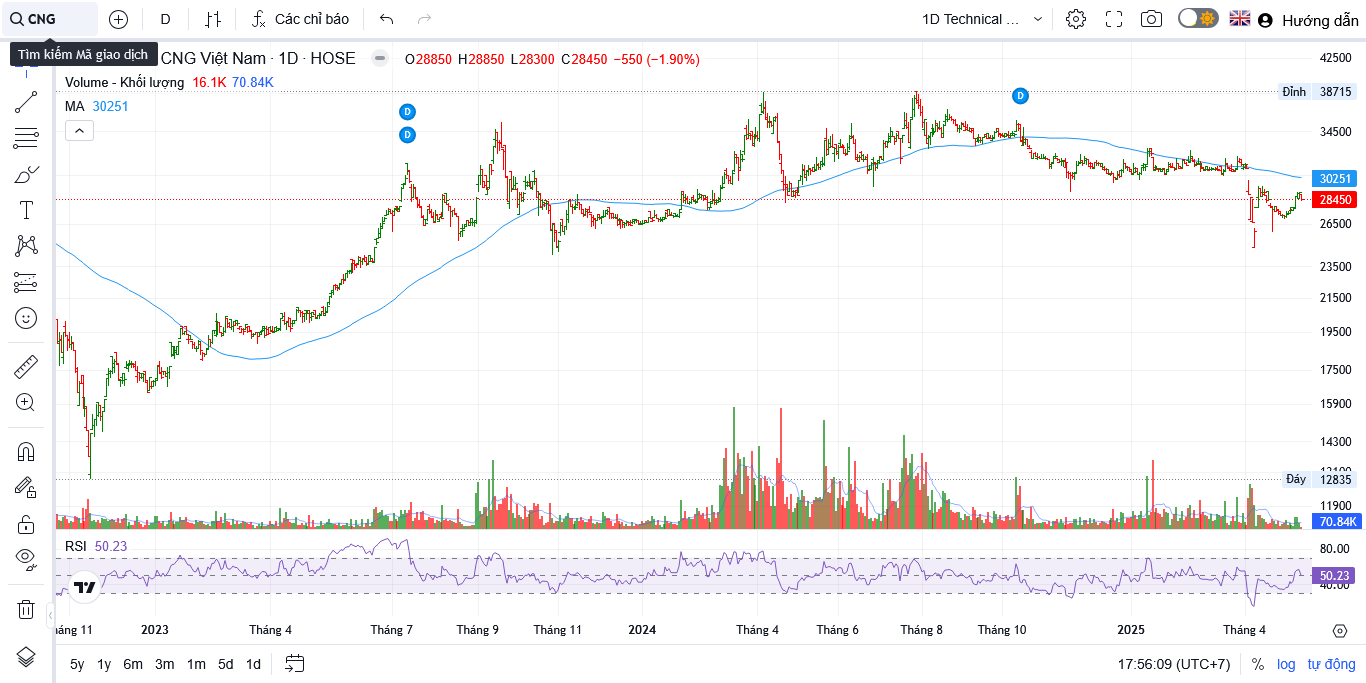 CNG
D
Các chỉ báo
1D Technical ...
Hướng dẫn
Tìm kiếm Mã giao dịch
CNG Việt Nam · 1D · HOSE
O28850 H28850 L28300 C28450 −550 (−1.90%)
Volume - Khối lượng 16.1K 70.84K
MA 30251
D
D
D
42500
Đỉnh 38715
34500
30251
28450
26500
23500
21500
19500
17500
15900
14300
Đáy 12835
11900
70.84K
RSI 50.23
80.00
50.23
40.00
2023
Tháng 4
Tháng 7
Tháng 9
Tháng 11
2024
Tháng 4
Tháng 6
Tháng 8
Tháng 10
2025
Tháng 4
5y 1y 6m 3m 1m 5d 1d
17:56:09 (UTC+7)
% log tự động